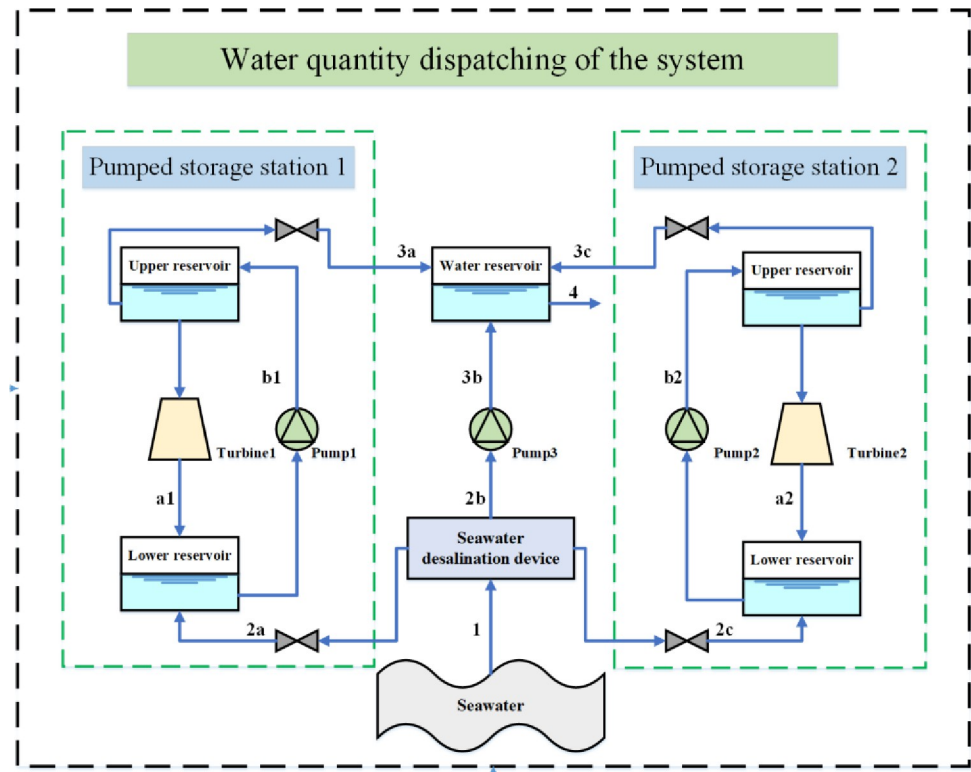 Water quantity dispatching of the system
Pumped storage station 1
Pumped storage station 2
3a
3c
Upper reservoir
Water reservoir
Upper reservoir
4
b1
3b
b2
Turbine1
Pump1
Pump3
Pump2
Turbine2
a1
2b
a2
Lower reservoir
Seawater
desalination device
Lower reservoir
2a
1
2c
Seawater